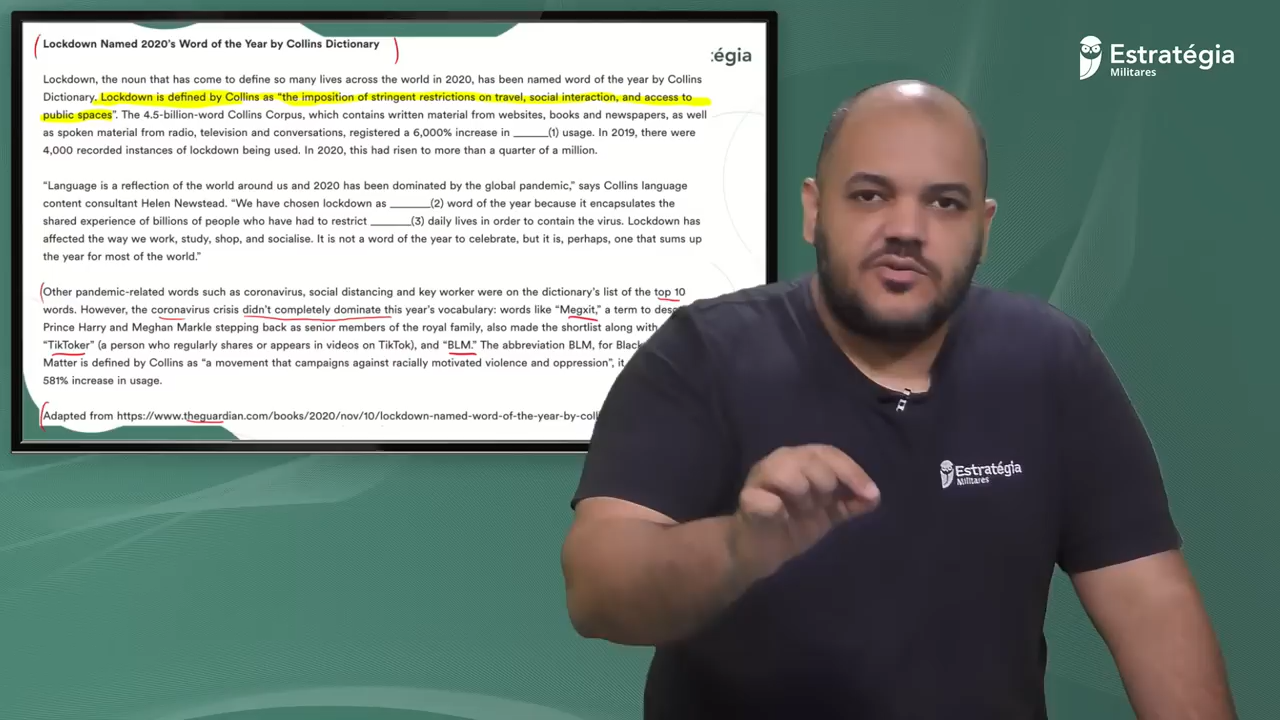 Lockdown Named 2020's Word of the Year by Collins Dictionary
Lockdown, the noun that has come to define so many lives across the world in 2020, has been named word of the year by Collins
Dictionary. Lockdown is defined by Collins as “the imposition of stringent restrictions on travel, social interaction, and access to
public spaces”. The 4.5-billion-word Collins Corpus, which contains written material from websites, books and newspapers, as well
as spoken material from radio, television and conversations, registered a 6,000% increase in ______(1) usage. In 2019, there were
4,000 recorded instances of lockdown being used. In 2020, this had risen to more than a quarter of a million.
“Language is a reflection of the world around us and 2020 has been dominated by the global pandemic,” says Collins language
content consultant Helen Newstead. “We have chosen lockdown as _______(2) word of the year because it encapsulates the
shared experience of billions of people who have had to restrict _______(3) daily lives in order to contain the virus. Lockdown has
affected the way we work, study, shop, and socialise. It is not a word of the year to celebrate, but it is, perhaps, one that sums up
the year for most of the world.”
Other pandemic-related words such as coronavirus, social distancing and key worker were on the dictionary's list of the top 10
words. However, the coronavirus crisis didn't completely dominate this year's vocabulary: words like “Megxit,” a term to
Prince Harry and Meghan Markle stepping back as senior members of the royal family, also made the shortlist along with
“TikToker” (a person who regularly shares or appears in videos on TikTok), and “BLM.” The abbreviation BLM, for Black
Matter is defined by Collins as “a movement that campaigns against racially motivated violence and oppression”, it
581% increase in usage.
Adapted from https://www.theguardian.com/books/2020/nov/10/lockdown-named-word-of-the-year-by-coll
tégia
Estratégia
Militares
Estratégia
Militares